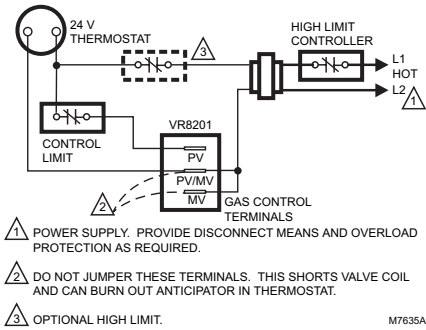 24 V
THERMOSTAT
3
HIGH LIMIT
CONTROLLER
L1
HOT
L2
1
CONTROL
LIMIT
VR8201
PV
PV/MV
MV
2
GAS CONTROL
TERMINALS
1 POWER SUPPLY. PROVIDE DISCONNECT MEANS AND OVERLOAD
PROTECTION AS REQUIRED.
2 DO NOT JUMPER THESE TERMINALS. THIS SHORTS VALVE COIL
AND CAN BURN OUT ANTICIPATOR IN THERMOSTAT.
3 OPTIONAL HIGH LIMIT.
M7635A